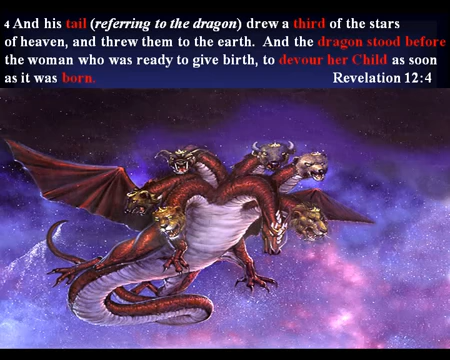 4 And his tail (referring to the dragon) drew a third of the stars
of heaven, and threw them to the earth.  And the dragon stood before
the woman who was ready to give birth, to devour her Child as soon
as it was born. Revelation 12:4